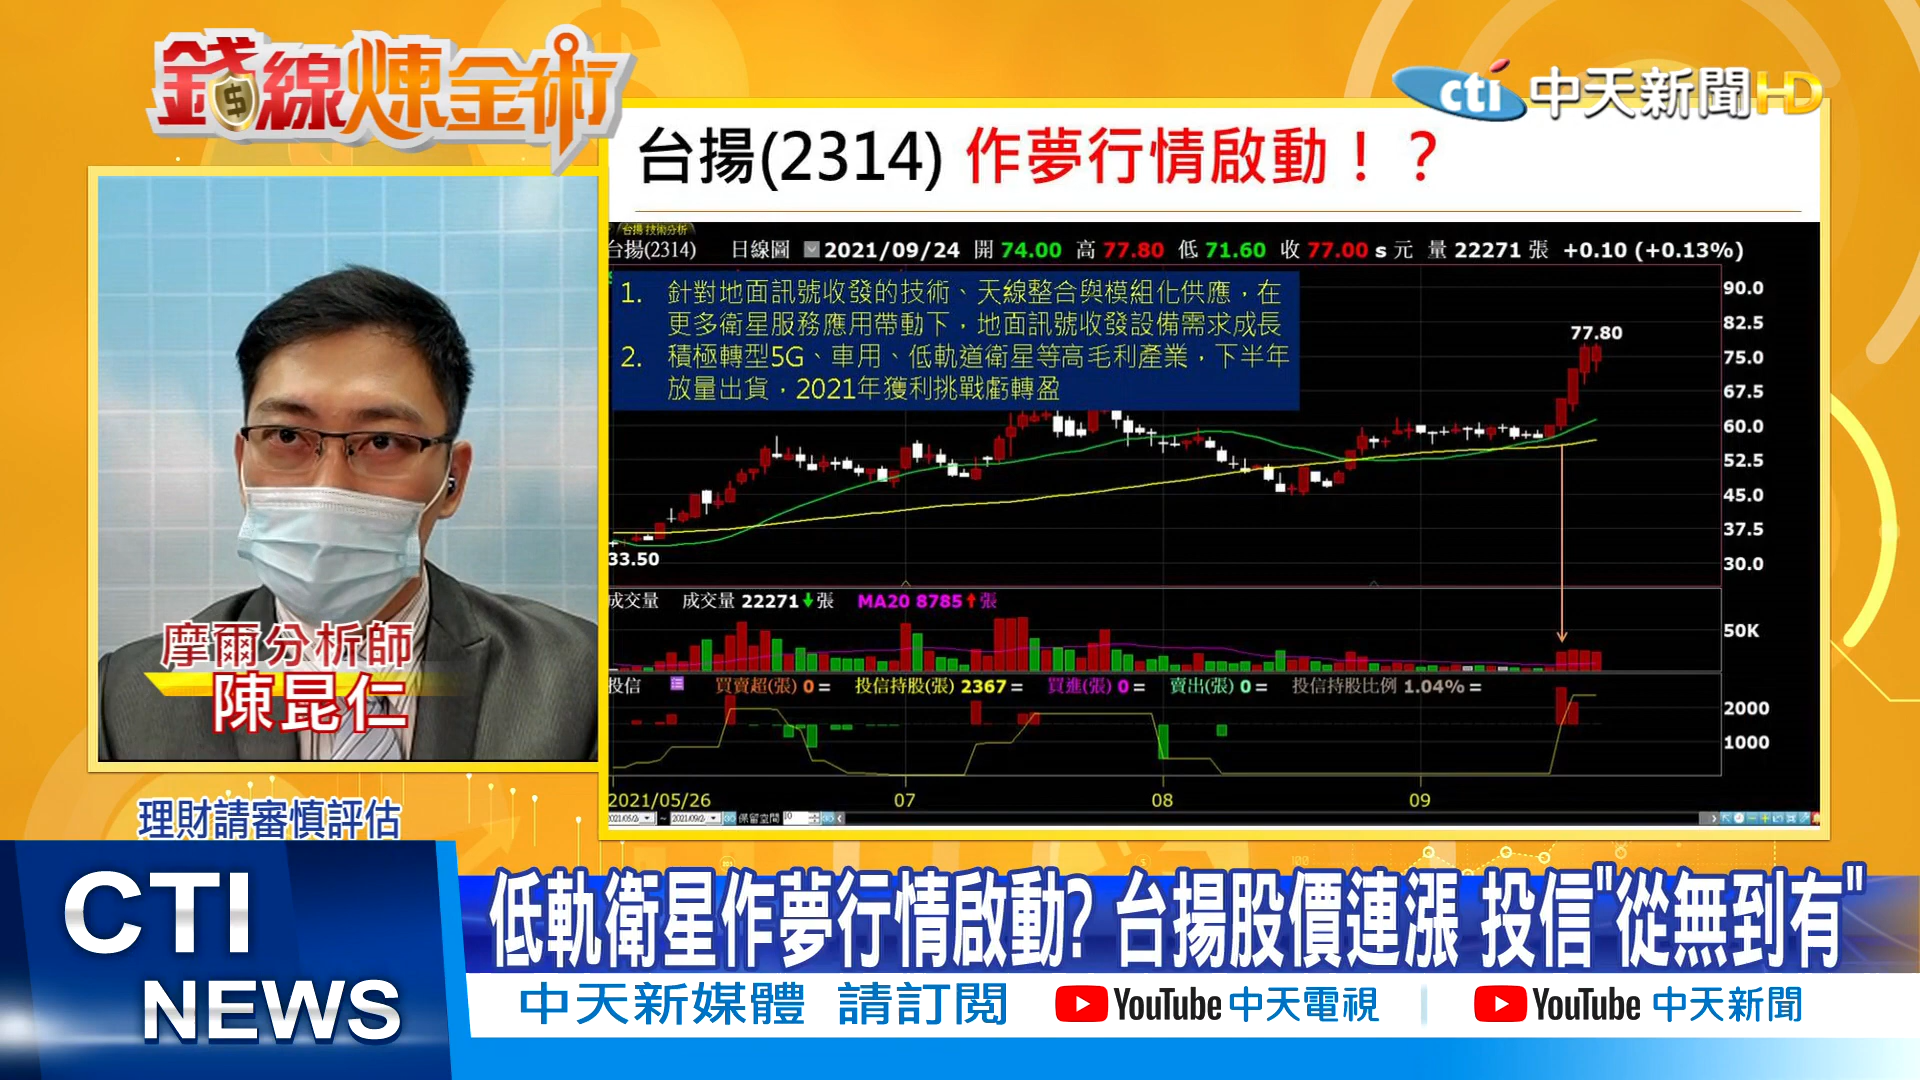 錢線煉金術
$
cti 中天新聞HD
台揚(2314) 作夢行情啟動！？
台揚 技術分析
台揚(2314) 日線圖 2021/09/24 開 74.00 高 77.80 低 71.60 收 77.00 s 元 量 22271 張 +0.10 (+0.13%)
1. 針對地面訊號收發的技術、天線整合與模組化供應，在
更多衛星服務應用帶動下，地面訊號收發設備需求成長
2. 積極轉型5G、車用、低軌道衛星等高毛利產業，下半年
放量出貨，2021年獲利挑戰虧轉盈
90.0
82.5
77.80
75.0
67.5
60.0
52.5
45.0
37.5
33.50
30.0
成交量 成交量 22271↓張 MA20 8785↑張
50K
投信 買賣超(張) 0 = 投信持股(張) 2367 = 買進(張) 0 = 賣出(張) 0 = 投信持股比例 1.04% =
2000
1000
2021/05/26 07 08 09
保留空間 10
摩爾分析師
陳昆仁
理財請審慎評估
CTI
NEWS
低軌衛星作夢行情啟動? 台揚股價連漲 投信"從無到有"
中天新媒體 請訂閱 YouTube 中天電視 YouTube 中天新聞